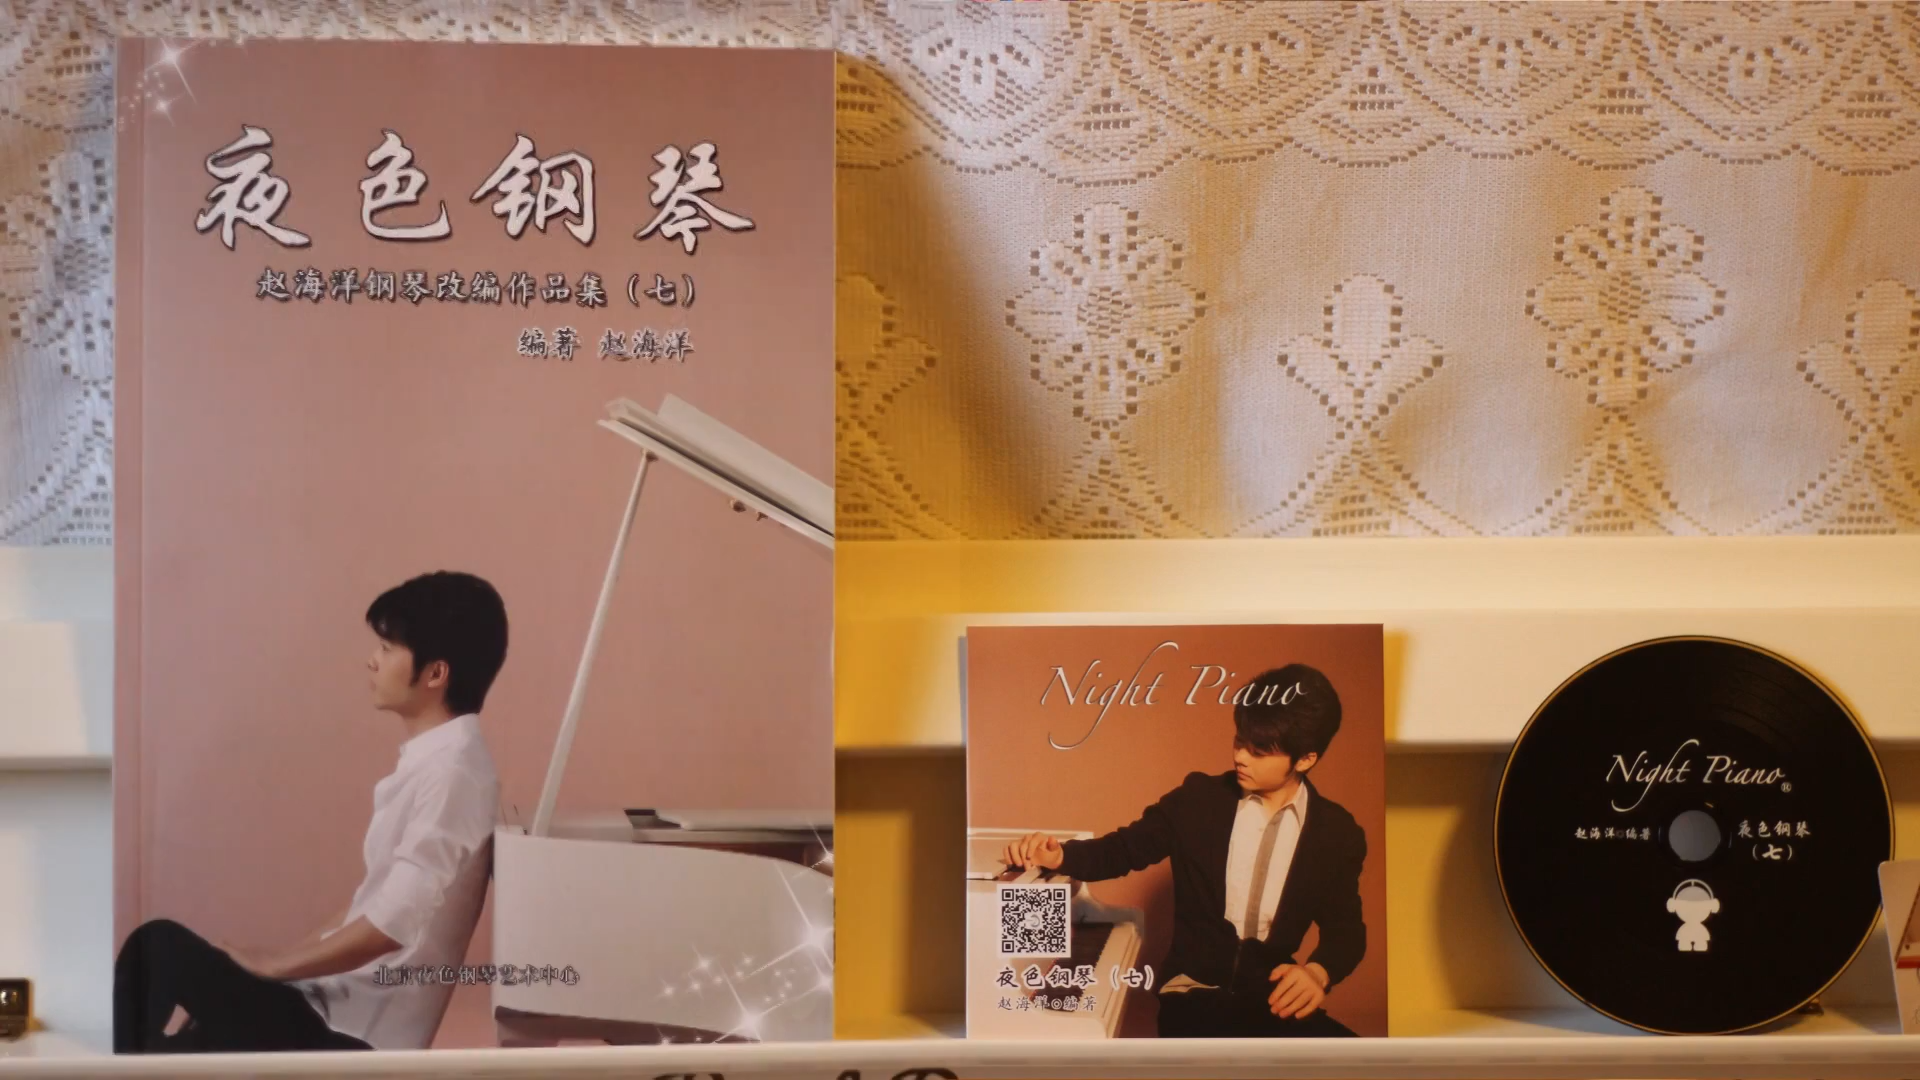 夜色钢琴
赵海洋钢琴改编作品集（七）
编著 赵海洋
北京夜色钢琴艺术中心
Night Piano
夜色钢琴（七）
赵海洋◎编著
Night Piano®
赵海洋◎编著
夜色钢琴
（七）